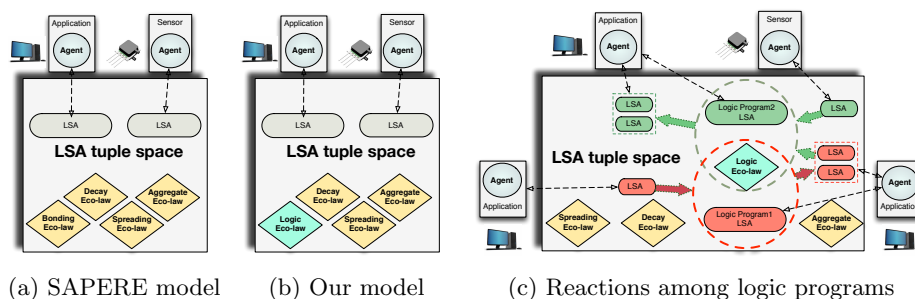 Application
Agent
Sensor
Agent
LSA
LSA
LSA tuple space
Decay
Eco-law
Aggregate
Eco-law
Bonding
Eco-law
Spreading
Eco-law
(a) SAPERE model
Application
Agent
Sensor
Agent
LSA
LSA
LSA tuple space
Decay
Eco-law
Aggregate
Eco-law
Logic
Eco-law
Spreading
Eco-law
(b) Our model
Application
Agent
Sensor
Agent
LSA
LSA
Logic Program2
LSA
LSA
LSA
LSA
LSA tuple space
Logic
Eco-law
Agent
Application
LSA
Agent
Application
Logic Program1
LSA
Spreading
Eco-law
Decay
Eco-law
Aggregate
Eco-law
(c) Reactions among logic programs